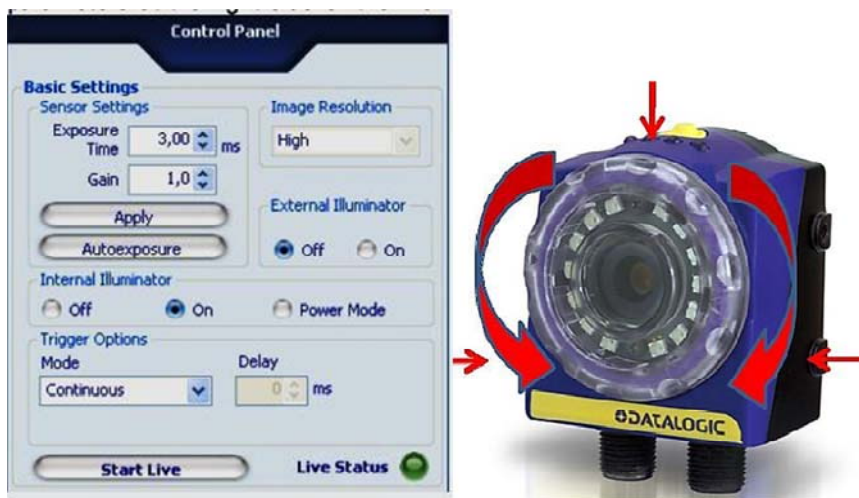 Control Panel
Basic Settings
Sensor Settings
Exposure Time 3,00 ms
Gain 1,0
Apply
Autoexposure
Image Resolution
High
External Illuminator
Off On
Internal Illuminator
Off On Power Mode
Trigger Options
Mode Delay
Continuous 0 ms
Start Live Live Status
DATALOGIC